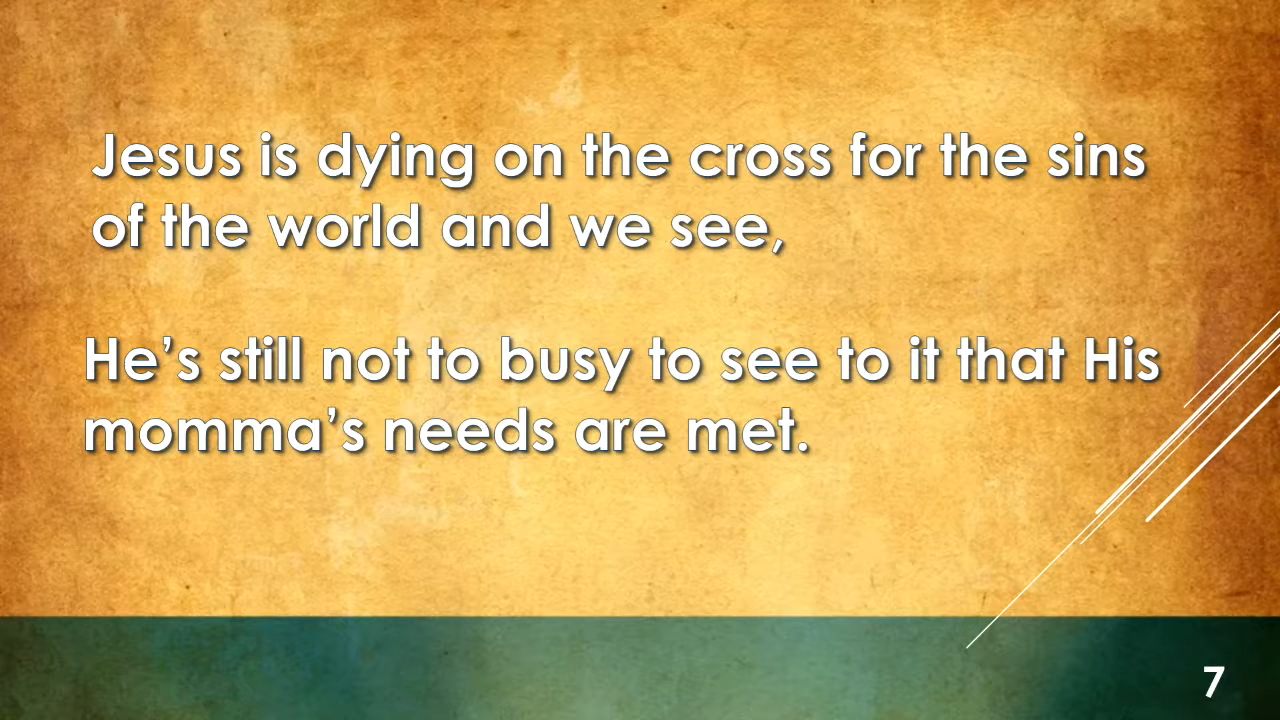 Jesus is dying on the cross for the sins
of the world and we see,
He’s still not to busy to see to it that His
momma’s needs are met.
7